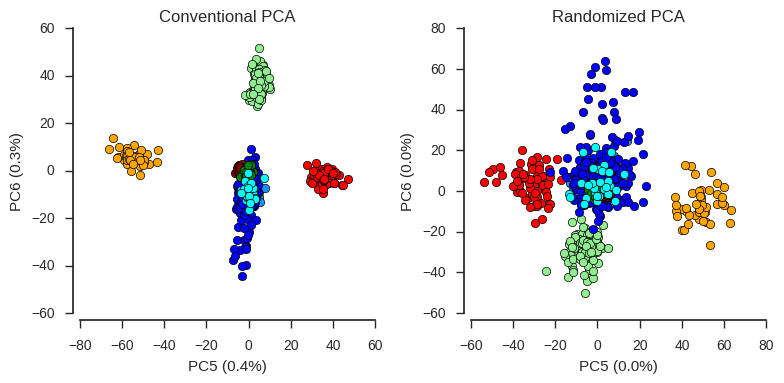 Conventional PCA
60
40
20
0
−20
−40
−60
PC6 (0.3%)
−80 −60 −40 −20 0 20 40 60
PC5 (0.4%)
Randomized PCA
80
60
40
20
0
−20
−40
−60
PC6 (0.0%)
−60 −40 −20 0 20 40 60 80
PC5 (0.0%)